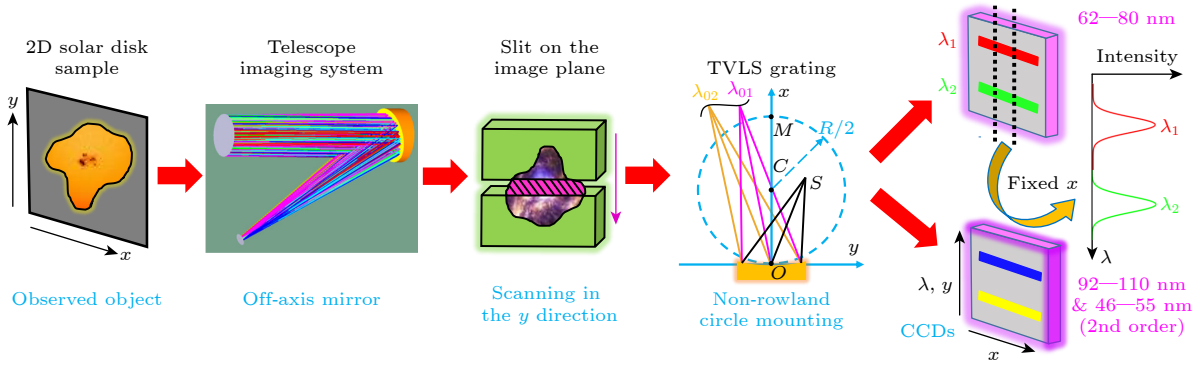 2D solar disk
sample
y
x
Observed object
Telescope
imaging system
Off-axis mirror
Slit on the
image plane
Scanning in
the y direction
TVLS grating
λ02
λ01
x
M
R/2
C
S
y
O
Non-rowland
circle mounting
62—80 nm
λ1
λ2
Intensity
λ1
λ2
λ
Fixed x
λ, y
x
CCDs
92—110 nm
& 46—55 nm
(2nd order)